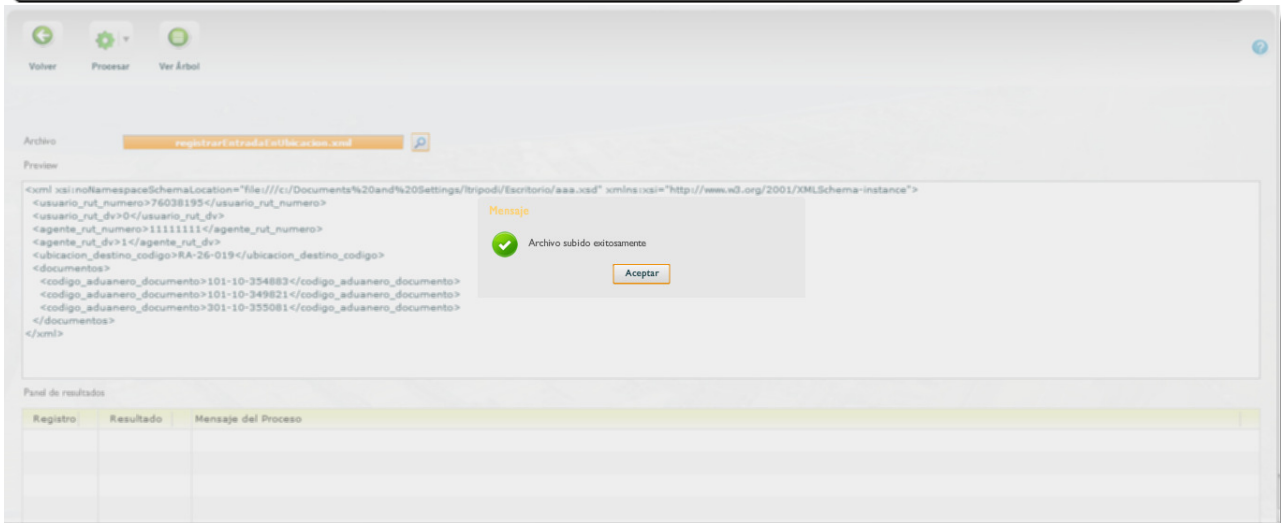 Volver Procesar Ver Árbol
Archivo registrarEntradaEnUbicacion.xml
Preview
<xml xsi:noNamespaceSchemaLocation="file:///c:/Documents%20and%20Settings/ltripodi/Escritorio/aaa.xsd" xmlns:xsi="http://www.w3.org/2001/XMLSchema-instance">
<usuario_rut_numero>76038195</usuario_rut_numero>
<usuario_rut_dv>0</usuario_rut_dv>
<agente_rut_numero>11111111</agente_rut_numero>
<agente_rut_dv>1</agente_rut_dv>
<ubicacion_destino_codigo>RA-26-019</ubicacion_destino_codigo>
<documentos>
<codigo_aduanero_documento>101-10-354883</codigo_aduanero_documento>
<codigo_aduanero_documento>101-10-349821</codigo_aduanero_documento>
<codigo_aduanero_documento>301-10-355081</codigo_aduanero_documento>
</documentos>
</xml>
Mensaje
Archivo subido exitosamente
Aceptar
Panel de resultados
Registro Resultado Mensaje del Proceso